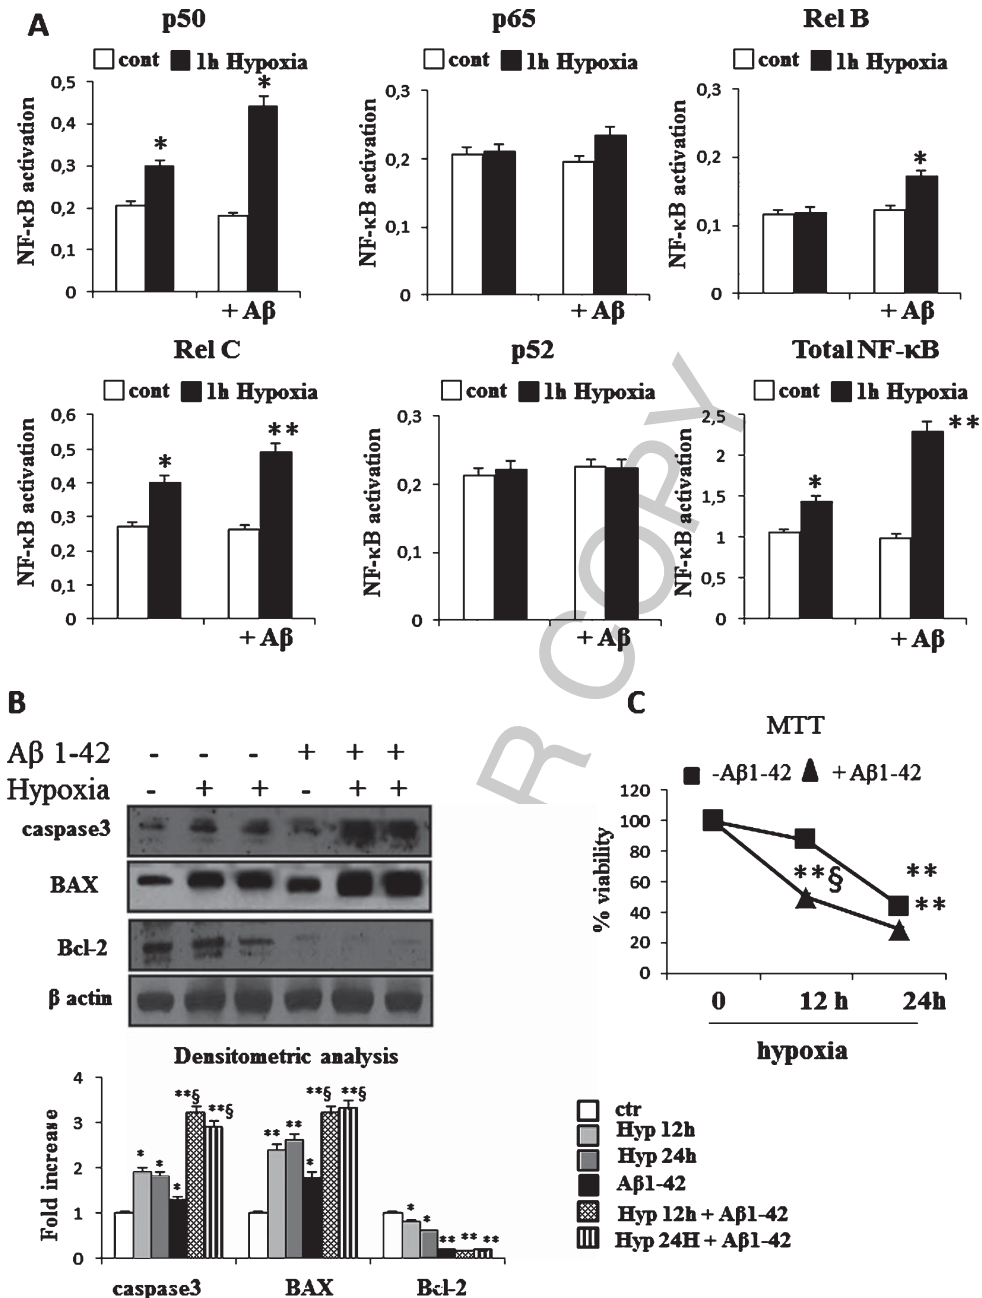 A
p50 p65 Rel B
cont 1h Hypoxia cont 1h Hypoxia cont 1h Hypoxia
NF-κB activation
0,5
0,4
0,3
0,2
0,1
0
* *
+ Aβ
NF-κB activation
0,3
0,2
0,1
0
+ Aβ
NF-κB activation
0,3
0,2
0,1
0
*
+ Aβ
Rel C p52 Total NF-κB
cont 1h Hypoxia cont 1h Hypoxia cont 1h Hypoxia
NF-κB activation
0,6
0,5
0,4
0,3
0,2
0,1
0
* **
+ Aβ
NF-κB activation
0,3
0,2
0,1
0
+ Aβ
NF-κB activation
2,5
2
1,5
1
0,5
0
* **
+ Aβ
R COPY
B
Aβ 1-42 - - - + + +
Hypoxia - + + - + +
caspase3
BAX
Bcl-2
β actin
Densitometric analysis
Fold increase
4
3
2
1
0
* * * **§ **§
** ** * **§ **§
* * ** ** **
caspase3 BAX Bcl-2
ctr
Hyp 12h
Hyp 24h
Aβ1-42
Hyp 12h + Aβ1-42
Hyp 24H + Aβ1-42
C
MTT
-Aβ1-42 + Aβ1-42
% viability
120
100
80
60
40
20
0
**§
**
**
0 12 h 24h
hypoxia